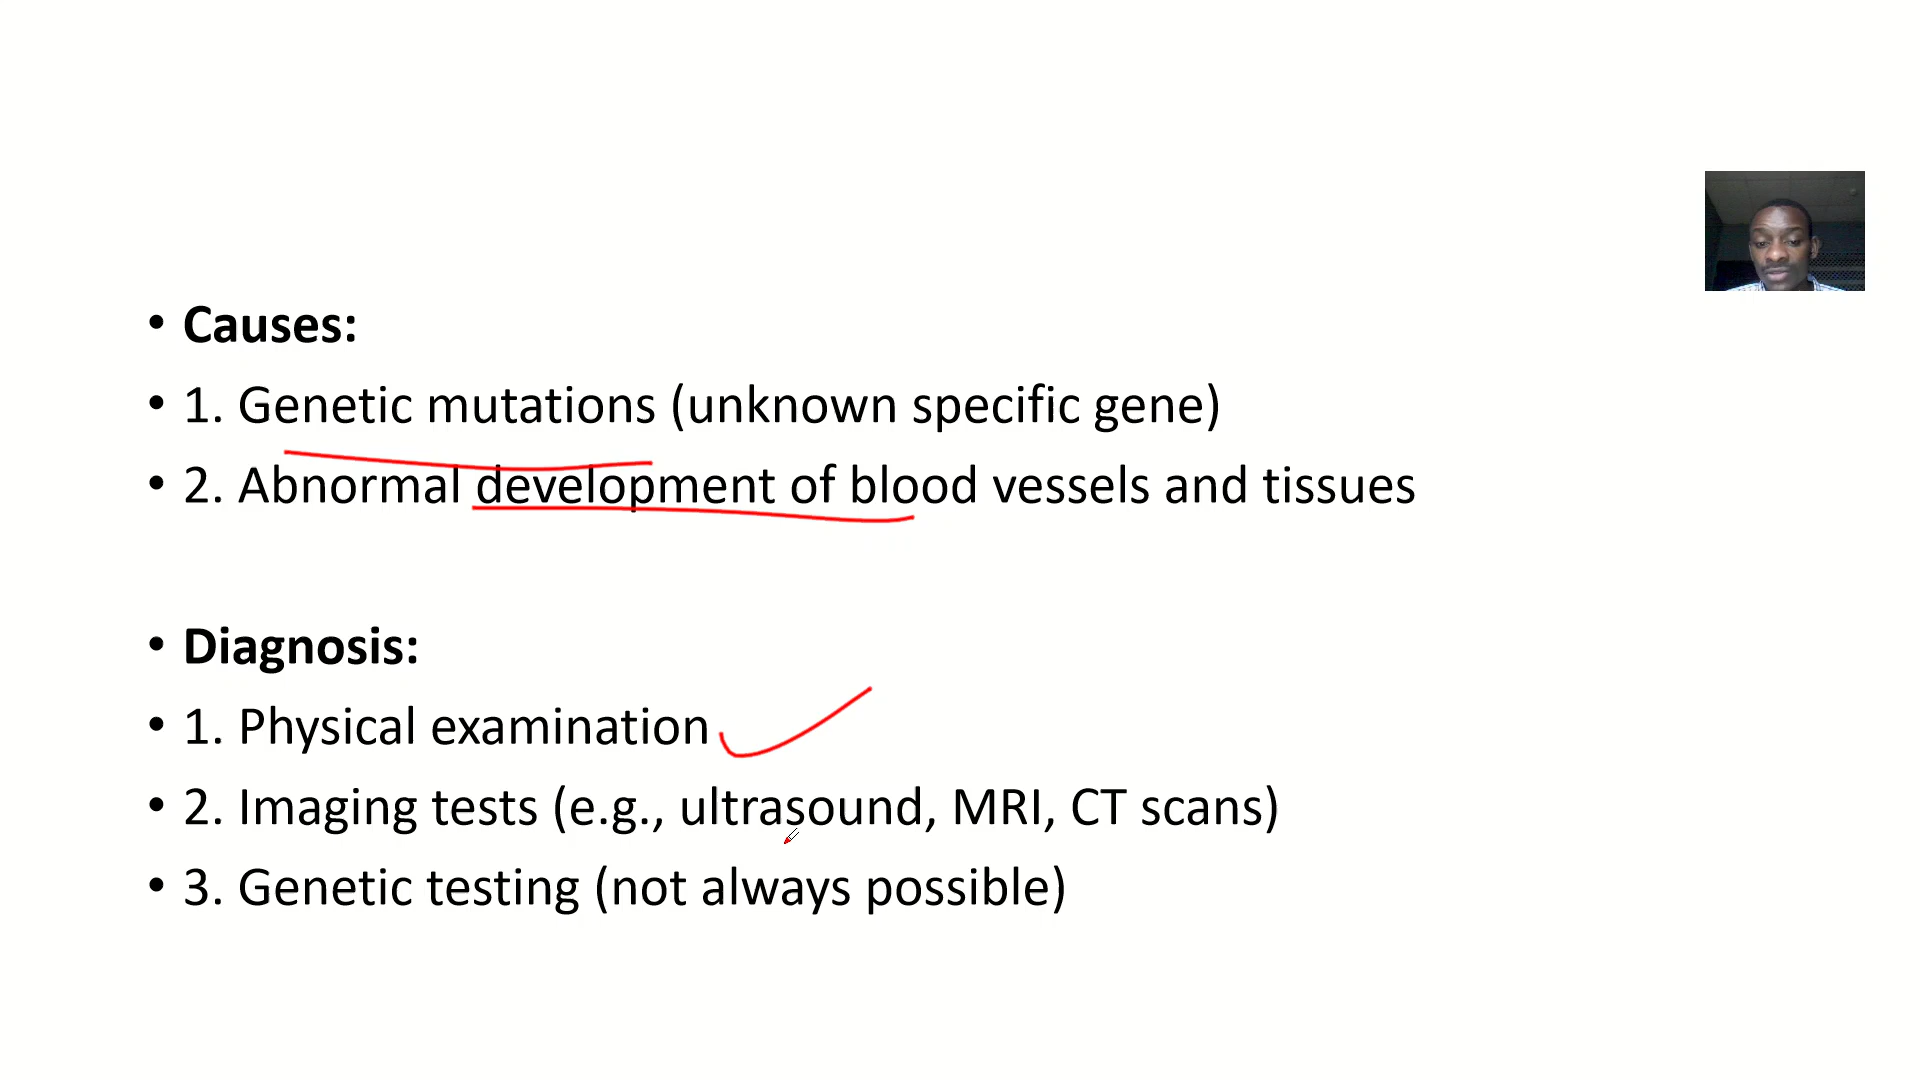 • Causes:
• 1. Genetic mutations (unknown specific gene)
• 2. Abnormal development of blood vessels and tissues
• Diagnosis:
• 1. Physical examination
• 2. Imaging tests (e.g., ultrasound, MRI, CT scans)
• 3. Genetic testing (not always possible)